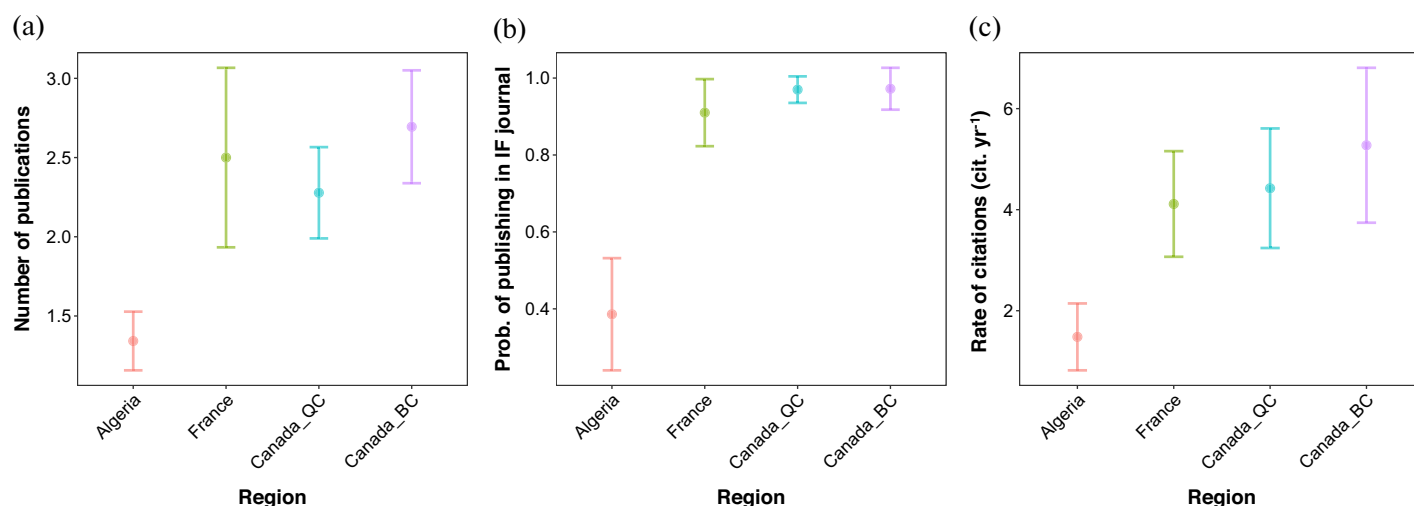 (a)
Number of publications
3.0
2.5
2.0
1.5
Algeria
France
Canada_QC
Canada_BC
Region
(b)
Prob. of publishing in IF journal
1.0
0.8
0.6
0.4
Algeria
France
Canada_QC
Canada_BC
Region
(c)
Rate of citations (cit. yr⁻¹)
6
4
2
Algeria
France
Canada_QC
Canada_BC
Region